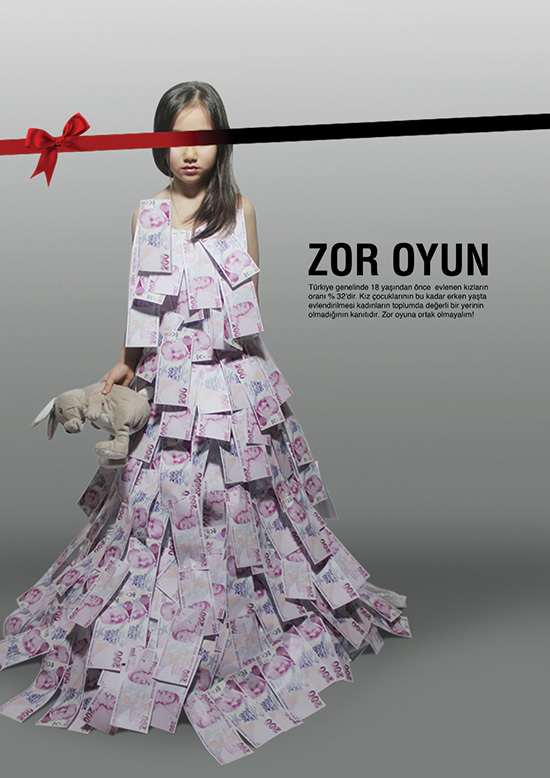 ZOR OYUN
Türkiye genelinde 18 yaşından önce evlenen kızların
oranı % 32'dir. Kız çocuklarının bu kadar erken yaşta
evlendirilmesi kadınların toplumda değerli bir yerinin
olmadığının kanıtıdır. Zor oyuna ortak olmayalım!
200